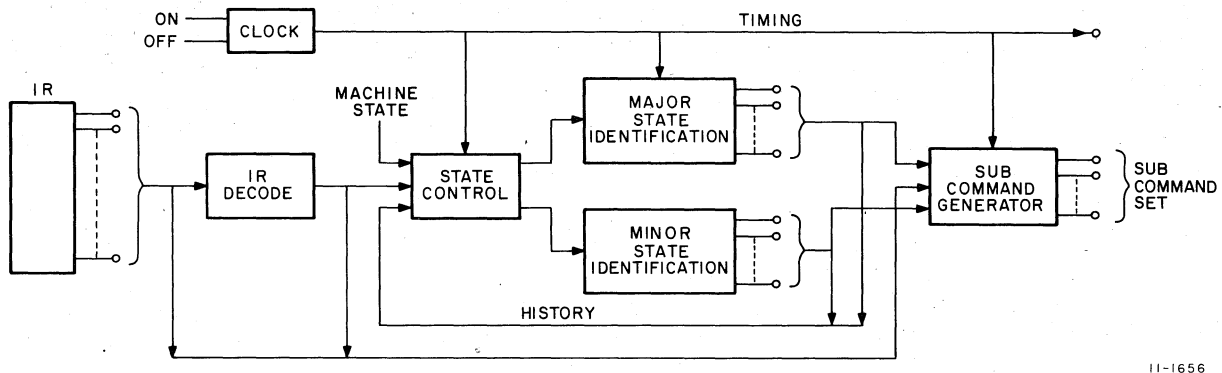 ON
OFF
CLOCK
TIMING
IR
MACHINE
STATE
MAJOR
STATE
IDENTIFICATION
IR
DECODE
STATE
CONTROL
SUB
COMMAND
GENERATOR
SUB
COMMAND
SET
MINOR
STATE
IDENTIFICATION
HISTORY
11-1656